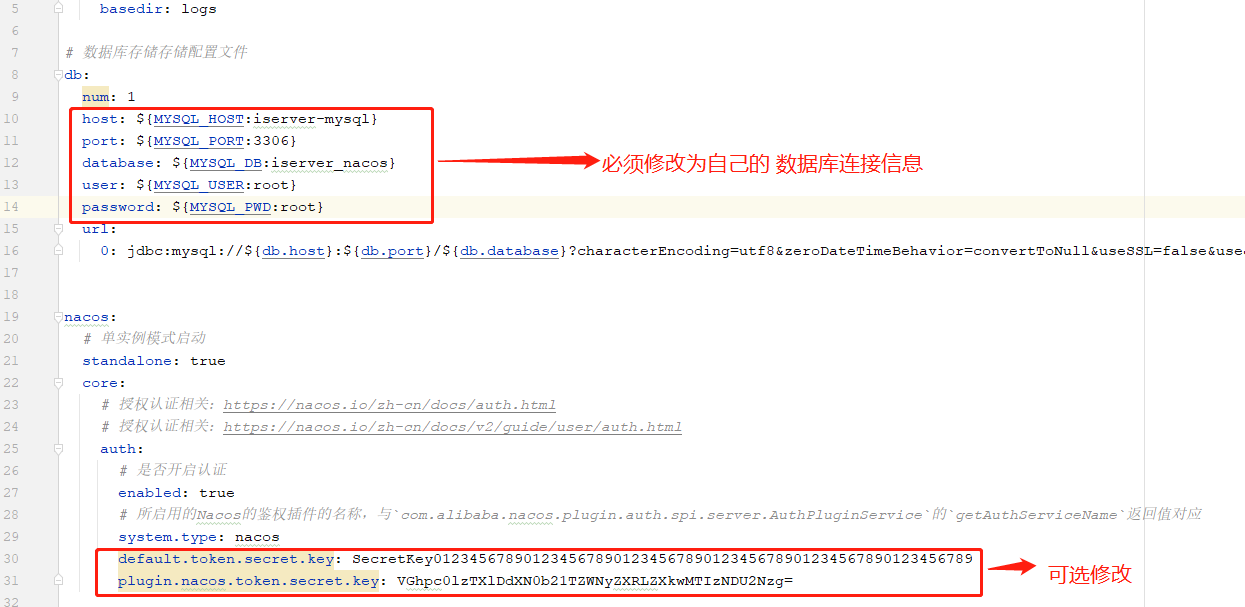 5 basedir: logs
6
7 # 数据库存储存储配置文件
8 db:
9 num: 1
10 host: ${MYSQL_HOST:iserver-mysql}
11 port: ${MYSQL_PORT:3306}
12 database: ${MYSQL_DB:iserver_nacos}
必须修改为自己的 数据库连接信息
13 user: ${MYSQL_USER:root}
14 password: ${MYSQL_PWD:root}
15 url:
16 0: jdbc:mysql://${db.host}:${db.port}/${db.database}?characterEncoding=utf8&zeroDateTimeBehavior=convertToNull&useSSL=false&use
17
18
19 nacos:
20 # 单实例模式启动
21 standalone: true
22 core:
23 # 授权认证相关：https://nacos.io/zh-cn/docs/auth.html
24 # 授权认证相关：https://nacos.io/zh-cn/docs/v2/guide/user/auth.html
25 auth:
26 # 是否开启认证
27 enabled: true
28 # 所启用的Nacos的鉴权插件的名称，与`com.alibaba.nacos.plugin.auth.spi.server.AuthPluginService`的`getAuthServiceName`返回值对应
29 system.type: nacos
30 default.token.secret.key: SecretKey012345678901234567890123456789012345678901234567890123456789
31 plugin.nacos.token.secret.key: VGhpc0lzTXlDdXN0b21TZWNyZXRLZXkwMTIzNDU2Nzg=
可选修改
32